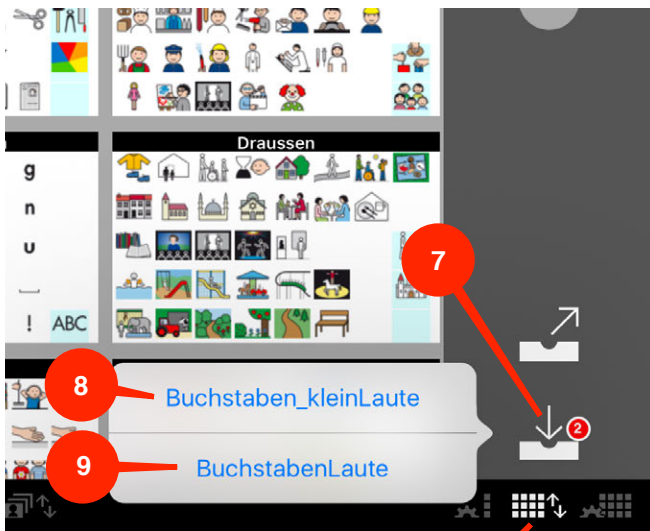 Draussen
g
n
u
! ABC
7
8
Buchstaben_kleinLaute
2
9
BuchstabenLaute